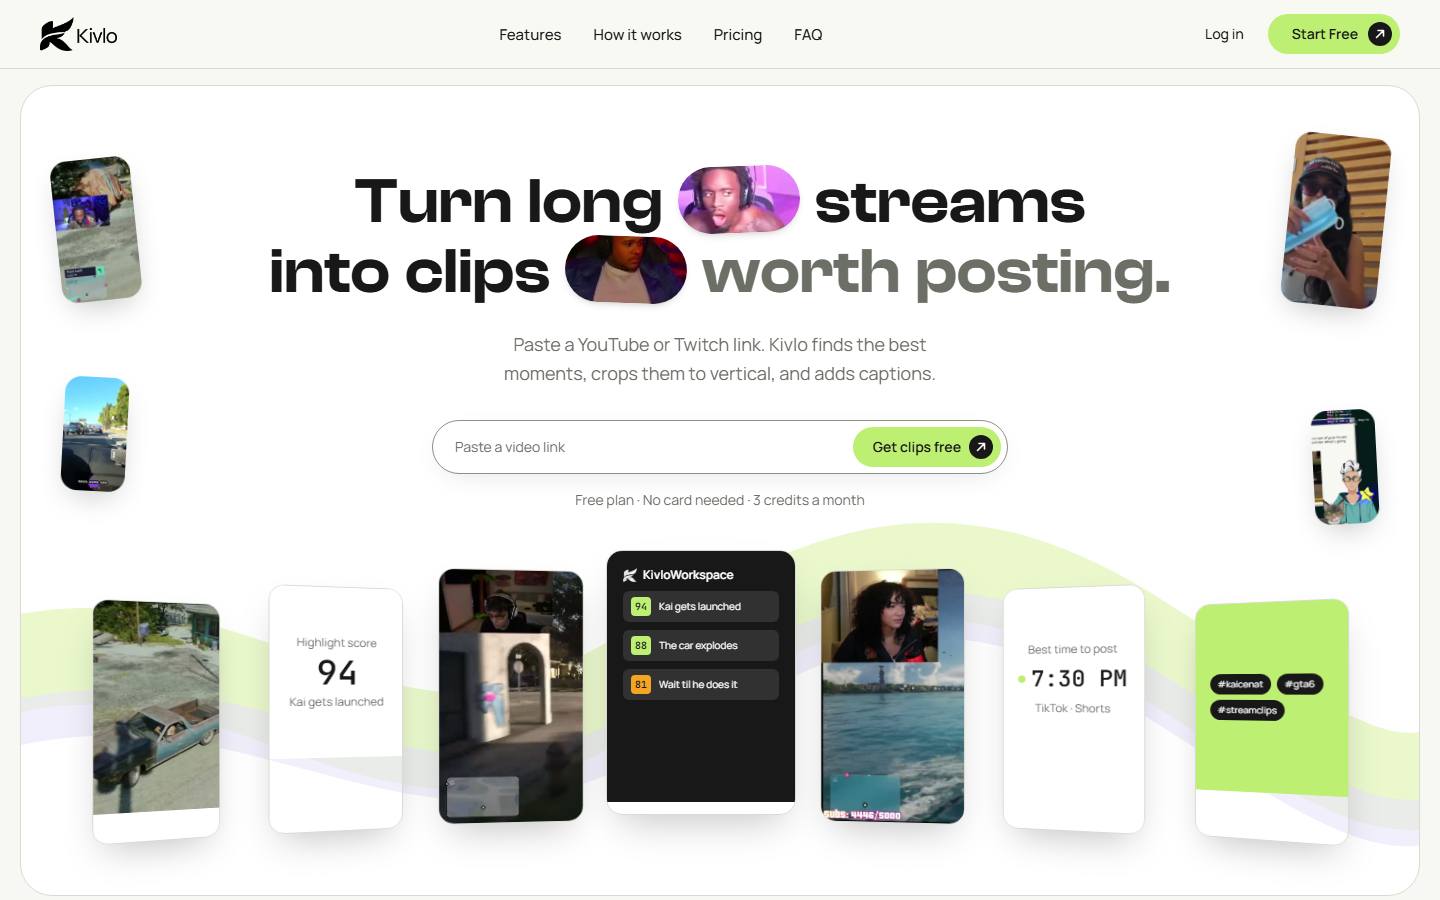 Kivlo
Features
How it works
Pricing
FAQ
Log in
Start Free
Turn long streams
into clips worth posting.
Paste a YouTube or Twitch link. Kivlo finds the best
moments, crops them to vertical, and adds captions.
Paste a video link
Get clips free
Free plan · No card needed · 3 credits a month
Highlight score
94
Kai gets launched
KivloWorkspace
94 Kai gets launched
88 The car explodes
81 Wait til he does it
SUBS: 4446/5000
Best time to post
7:30 PM
TikTok · Shorts
#kaicenat #gta6
#streamclips